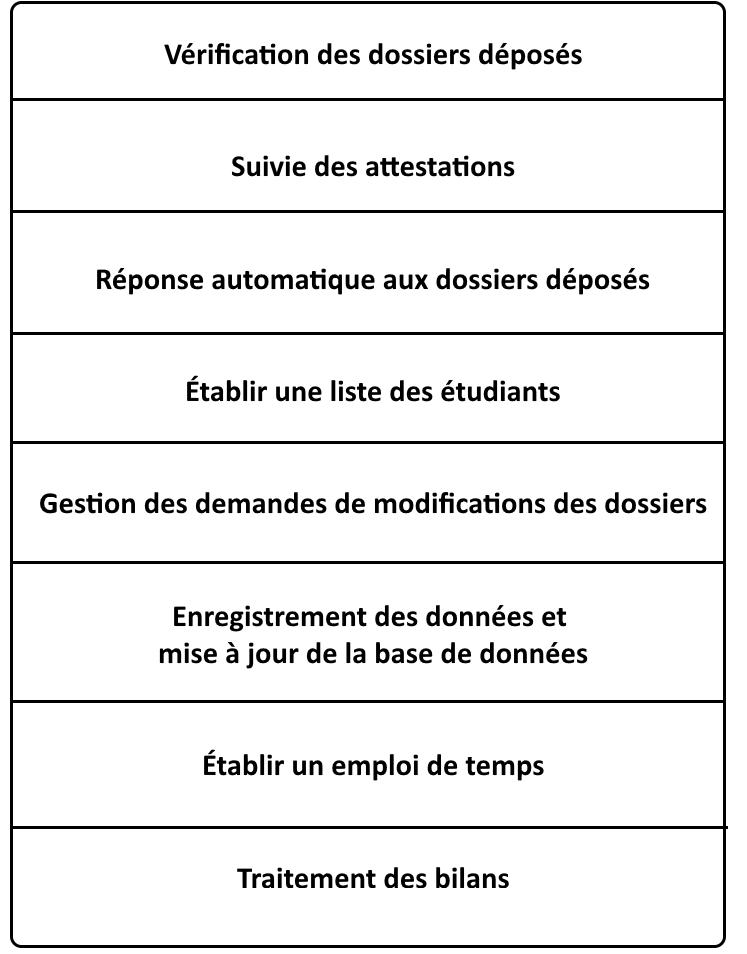 Vérification des dossiers déposés
Suivie des attestations
Réponse automatique aux dossiers déposés
Établir une liste des étudiants
Gestion des demandes de modifications des dossiers
Enregistrement des données et
mise à jour de la base de données
Établir un emploi de temps
Traitement des bilans